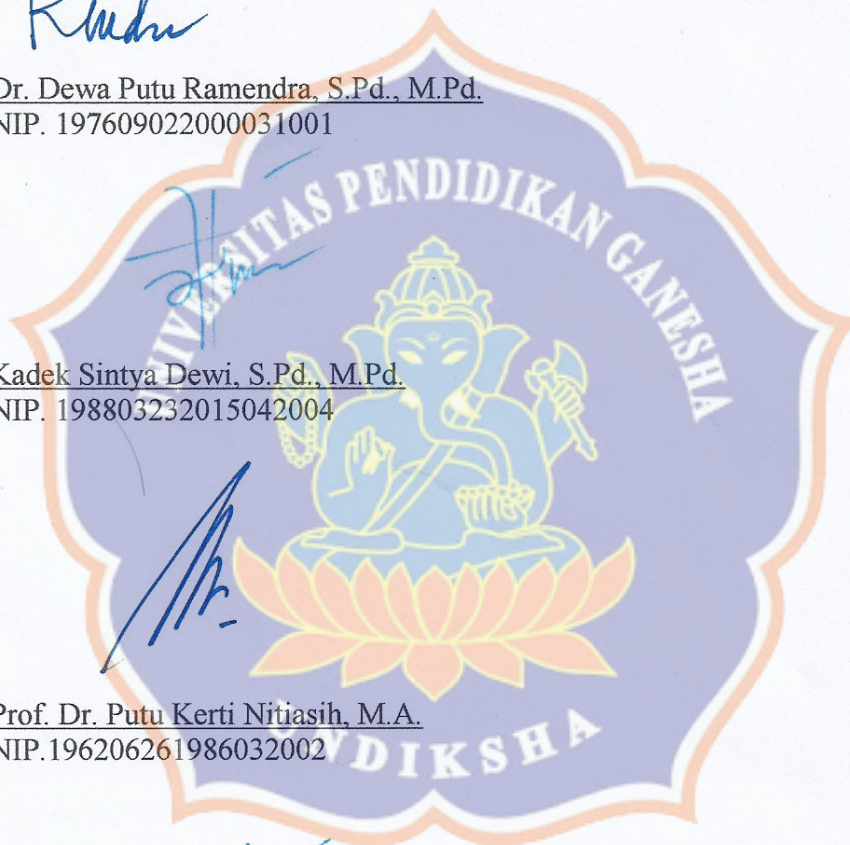 Dr. Dewa Putu Ramendra, S.Pd., M.Pd.
NIP. 197609022000031001
UNIVERSITAS PENDIDIKAN GANESHA
Kadek Sintya Dewi, S.Pd., M.Pd.
NIP. 198803232015042004
Prof. Dr. Putu Kerti Nitiasih, M.A.
NIP.196206261986032002
UNDIKSHA